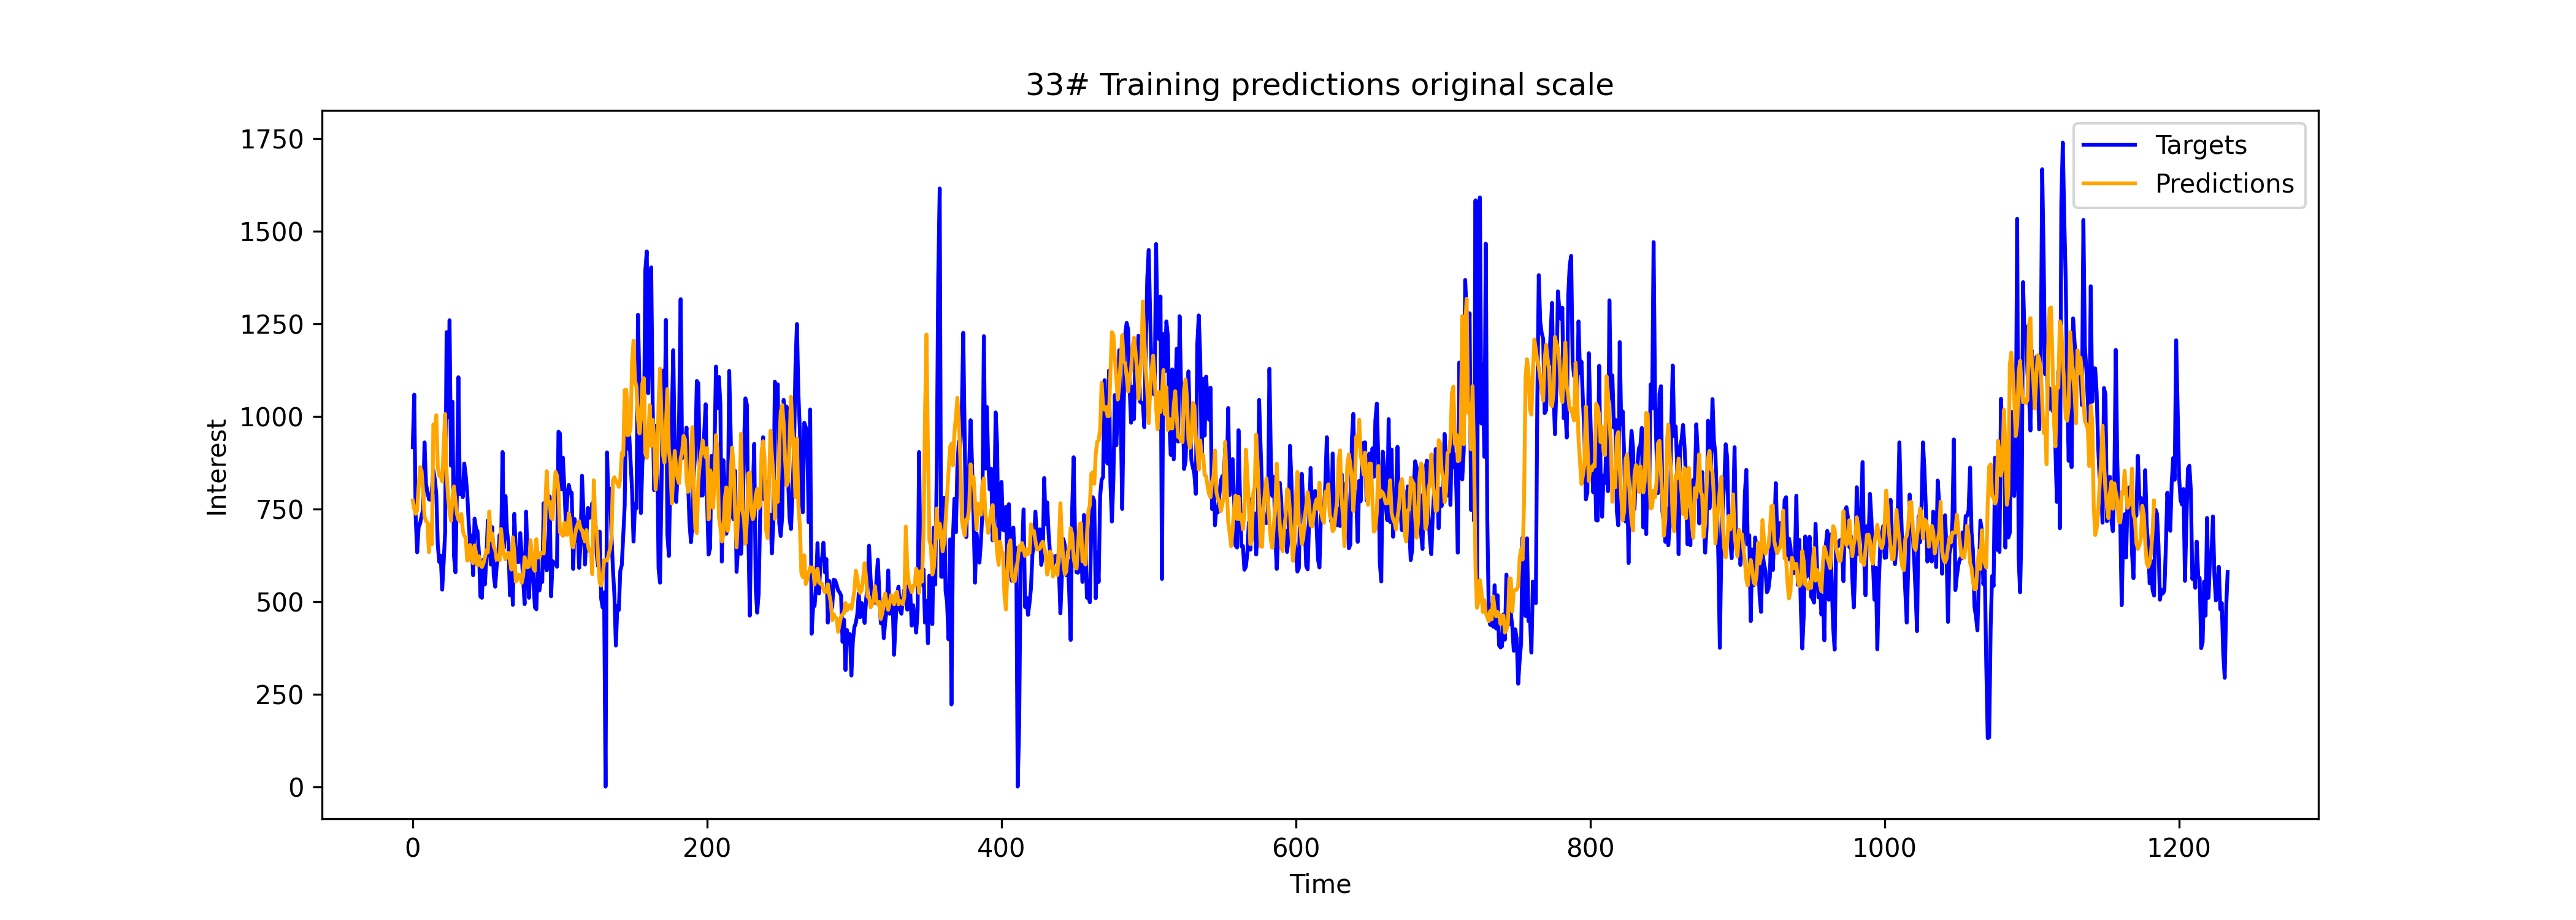 33# Training predictions original scale
Targets
Predictions
1750
1500
1250
1000
750
500
250
0
Interest
0 200 400 600 800 1000 1200
Time